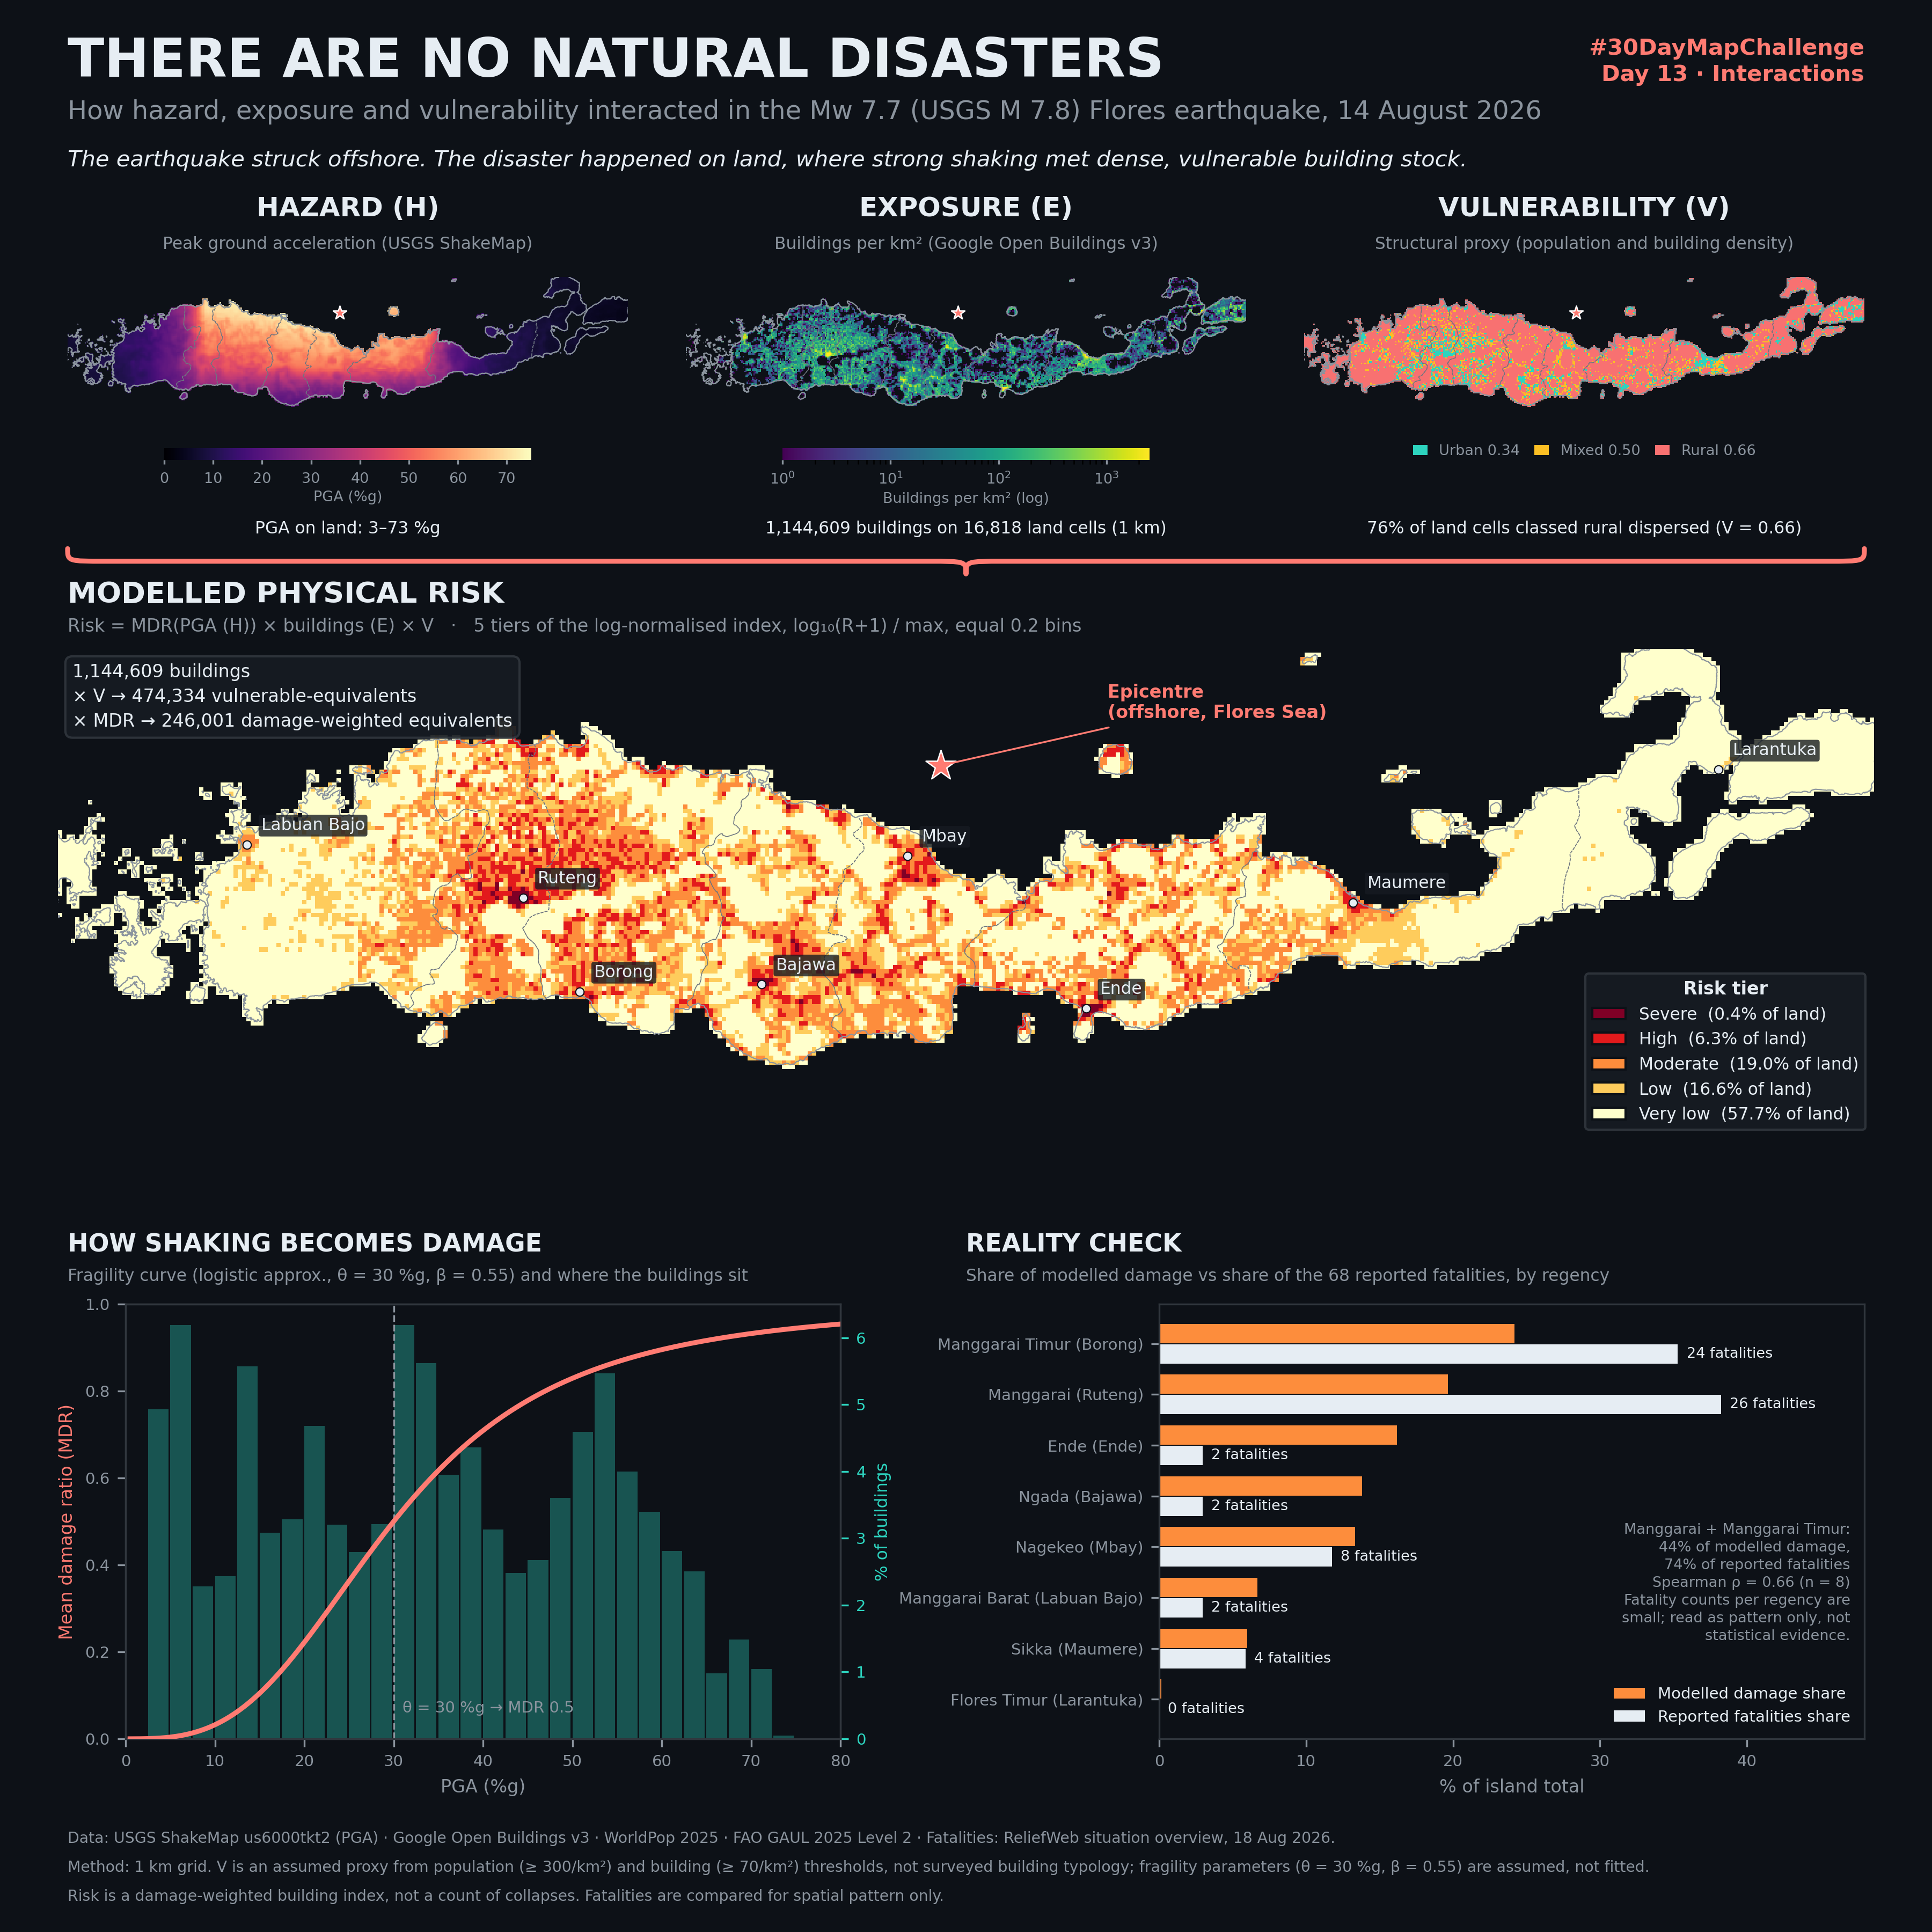 THERE ARE NO NATURAL DISASTERS
#30DayMapChallenge
Day 13 · Interactions
How hazard, exposure and vulnerability interacted in the Mw 7.7 (USGS M 7.8) Flores earthquake, 14 August 2026
The earthquake struck offshore. The disaster happened on land, where strong shaking met dense, vulnerable building stock.
HAZARD (H)
Peak ground acceleration (USGS ShakeMap)
0 10 20 30 40 50 60 70
PGA (%g)
PGA on land: 3–73 %g
EXPOSURE (E)
Buildings per km² (Google Open Buildings v3)
10⁰ 10¹ 10² 10³
Buildings per km² (log)
1,144,609 buildings on 16,818 land cells (1 km)
VULNERABILITY (V)
Structural proxy (population and building density)
Urban 0.34 Mixed 0.50 Rural 0.66
76% of land cells classed rural dispersed (V = 0.66)
MODELLED PHYSICAL RISK
Risk = MDR(PGA (H)) × buildings (E) × V · 5 tiers of the log-normalised index, log₁₀(R+1) / max, equal 0.2 bins
1,144,609 buildings
× V → 474,334 vulnerable-equivalents
× MDR → 246,001 damage-weighted equivalents
Epicentre
(offshore, Flores Sea)
Larantuka
Labuan Bajo
Mbay
Ruteng
Maumere
Bajawa
Borong
Ende
Risk tier
Severe (0.4% of land)
High (6.3% of land)
Moderate (19.0% of land)
Low (16.6% of land)
Very low (57.7% of land)
HOW SHAKING BECOMES DAMAGE
Fragility curve (logistic approx., θ = 30 %g, β = 0.55) and where the buildings sit
Mean damage ratio (MDR)
1.0
0.8
0.6
0.4
0.2
0.0
6
5
4
3
2
1
0
% of buildings
θ = 30 %g → MDR 0.5
0 10 20 30 40 50 60 70 80
PGA (%g)
REALITY CHECK
Share of modelled damage vs share of the 68 reported fatalities, by regency
Manggarai Timur (Borong)
24 fatalities
Manggarai (Ruteng)
26 fatalities
Ende (Ende)
2 fatalities
Ngada (Bajawa)
2 fatalities
Nagekeo (Mbay)
8 fatalities
Manggarai Barat (Labuan Bajo)
2 fatalities
Sikka (Maumere)
4 fatalities
Flores Timur (Larantuka)
0 fatalities
Manggarai + Manggarai Timur:
44% of modelled damage,
74% of reported fatalities
Spearman ρ = 0.66 (n = 8)
Fatality counts per regency are
small; read as pattern only, not
statistical evidence.
Modelled damage share
Reported fatalities share
0 10 20 30 40
% of island total
Data: USGS ShakeMap us6000tkt2 (PGA) · Google Open Buildings v3 · WorldPop 2025 · FAO GAUL 2025 Level 2 · Fatalities: ReliefWeb situation overview, 18 Aug 2026.
Method: 1 km grid. V is an assumed proxy from population (≥ 300/km²) and building (≥ 70/km²) thresholds, not surveyed building typology; fragility parameters (θ = 30 %g, β = 0.55) are assumed, not fitted.
Risk is a damage-weighted building index, not a count of collapses. Fatalities are compared for spatial pattern only.